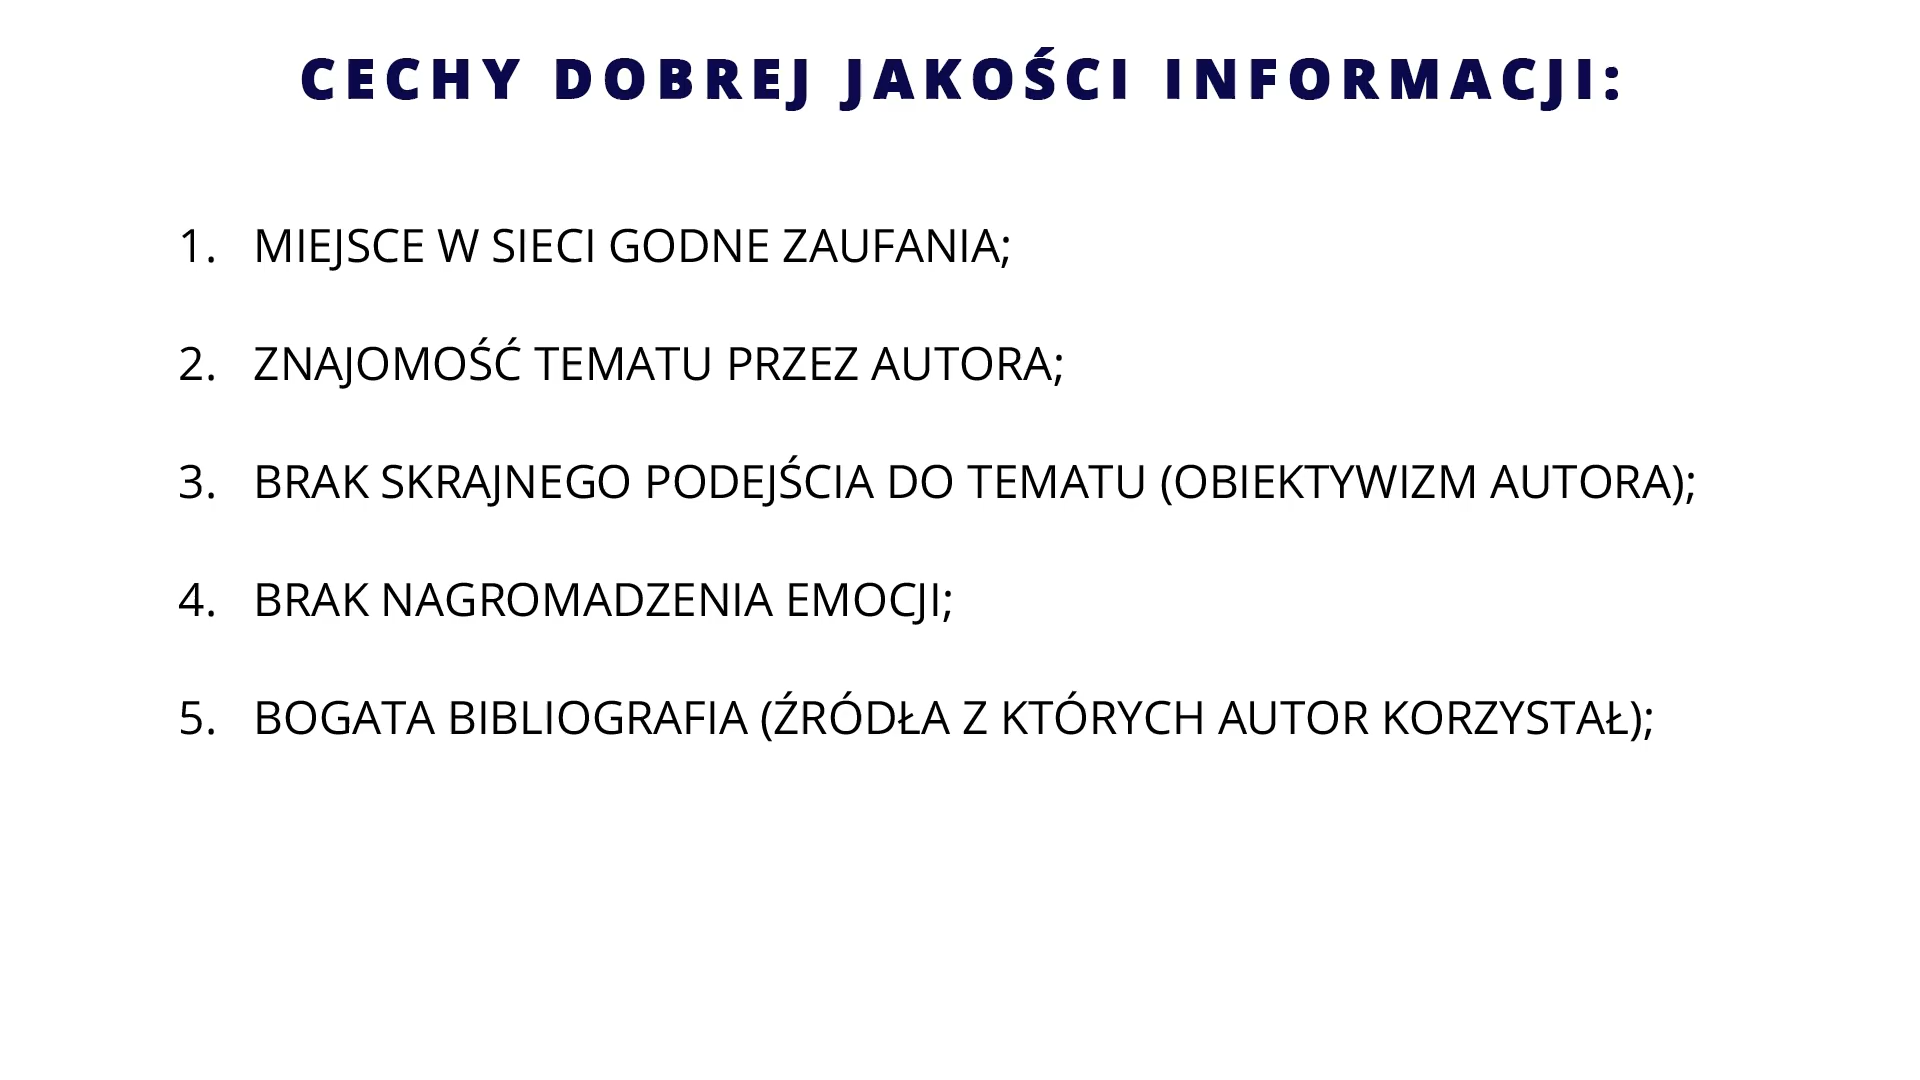 CECHY DOBREJ JAKOŚCI INFORMACJI:
1. MIEJSCE W SIECI GODNE ZAUFANIA;
2. ZNAJOMOŚĆ TEMATU PRZEZ AUTORA;
3. BRAK SKRAJNEGO PODEJŚCIA DO TEMATU (OBIEKTYWIZM AUTORA);
4. BRAK NAGROMADZENIA EMOCJI;
5. BOGATA BIBLIOGRAFIA (ŹRÓDŁA Z KTÓRYCH AUTOR KORZYSTAŁ);